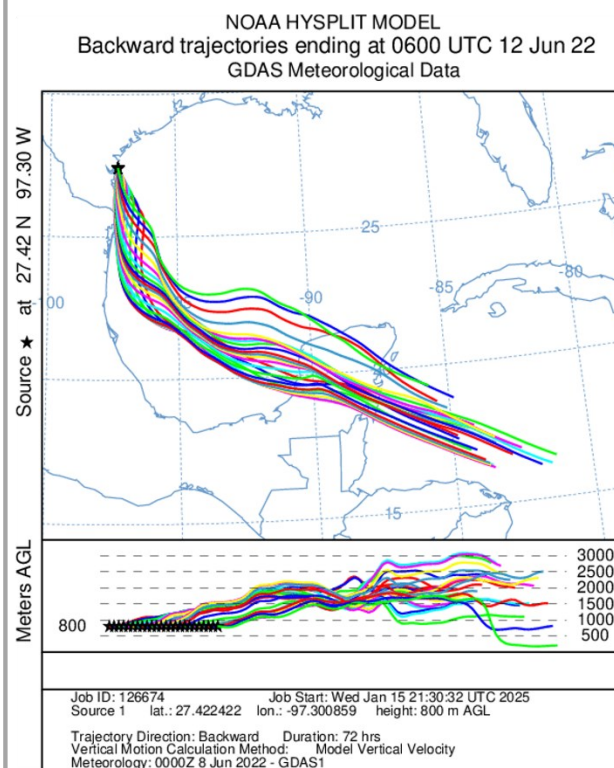 NOAA HYSPLIT MODEL
Backward trajectories ending at 0600 UTC 12 Jun 22
GDAS Meteorological Data
Source ★ at 27.42 N 97.30 W
25
-80
-85
-90
-100
15
Meters AGL
3000
2500
2000
1500
1000
500
800
Job ID: 126674 Job Start: Wed Jan 15 21:30:32 UTC 2025
Source 1 lat.: 27.422422 lon.: -97.300859 height: 800 m AGL
Trajectory Direction: Backward Duration: 72 hrs
Vertical Motion Calculation Method: Model Vertical Velocity
Meteorology: 0000Z 8 Jun 2022 - GDAS1